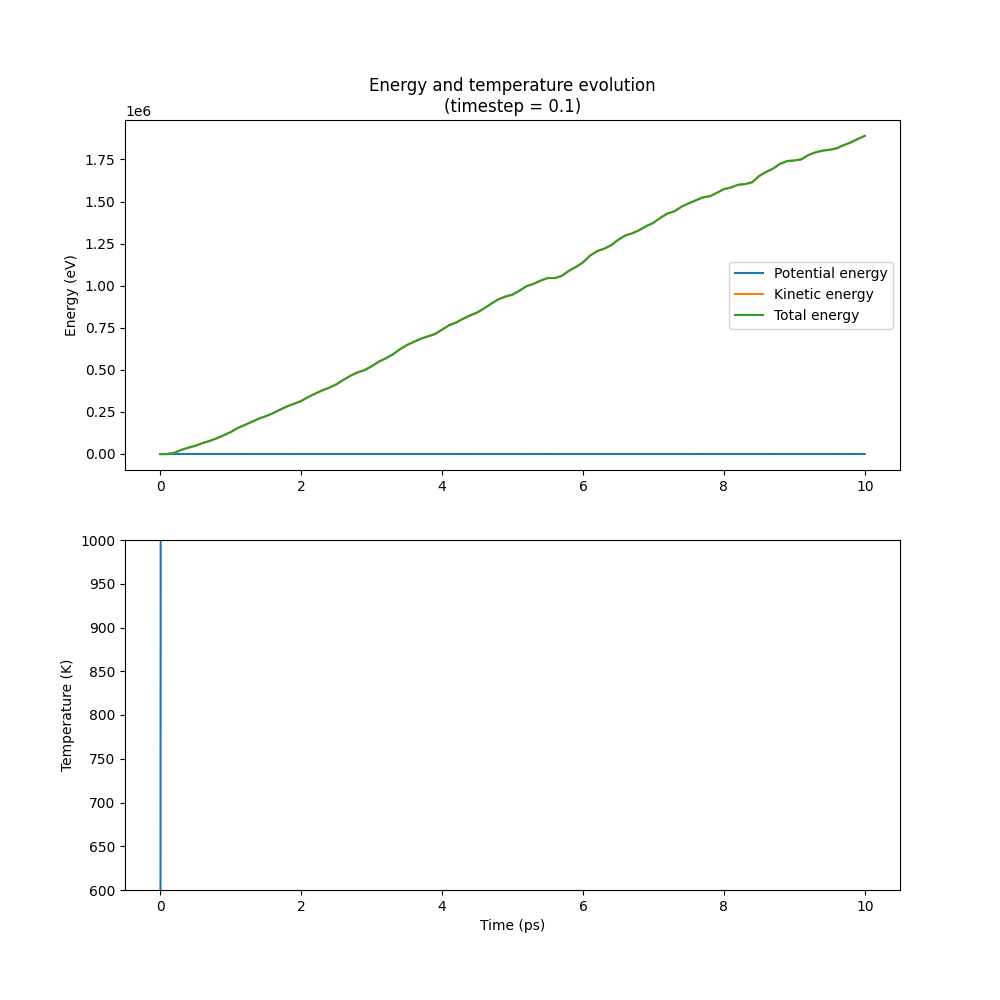 Energy and temperature evolution
(timestep = 0.1)
1e6
1.75
1.50
1.25
1.00
0.75
0.50
0.25
0.00
Energy (eV)
Potential energy
Kinetic energy
Total energy
0 2 4 6 8 10
1000
950
900
850
800
750
700
650
600
Temperature (K)
0 2 4 6 8 10
Time (ps)